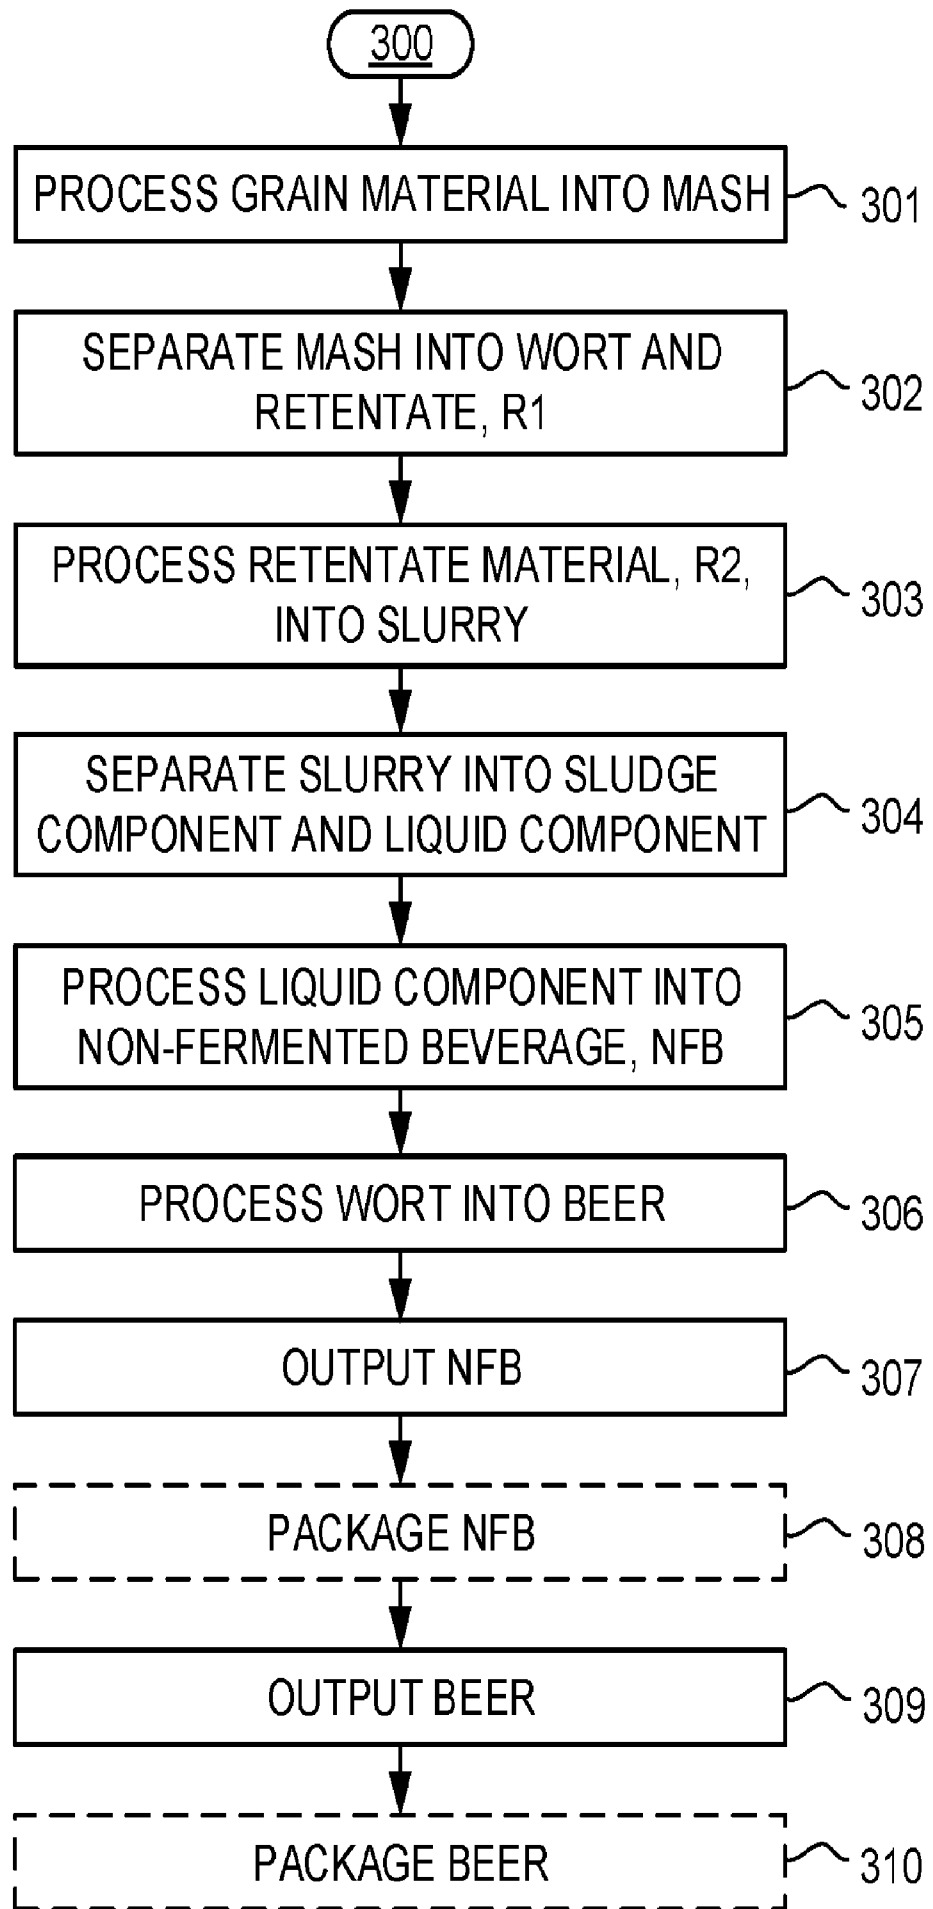 300
PROCESS GRAIN MATERIAL INTO MASH
301
SEPARATE MASH INTO WORT AND
RETENTATE, R1
302
PROCESS RETENTATE MATERIAL, R2,
INTO SLURRY
303
SEPARATE SLURRY INTO SLUDGE
COMPONENT AND LIQUID COMPONENT
304
PROCESS LIQUID COMPONENT INTO
NON-FERMENTED BEVERAGE, NFB
305
PROCESS WORT INTO BEER
306
OUTPUT NFB
307
PACKAGE NFB
308
OUTPUT BEER
309
PACKAGE BEER
310